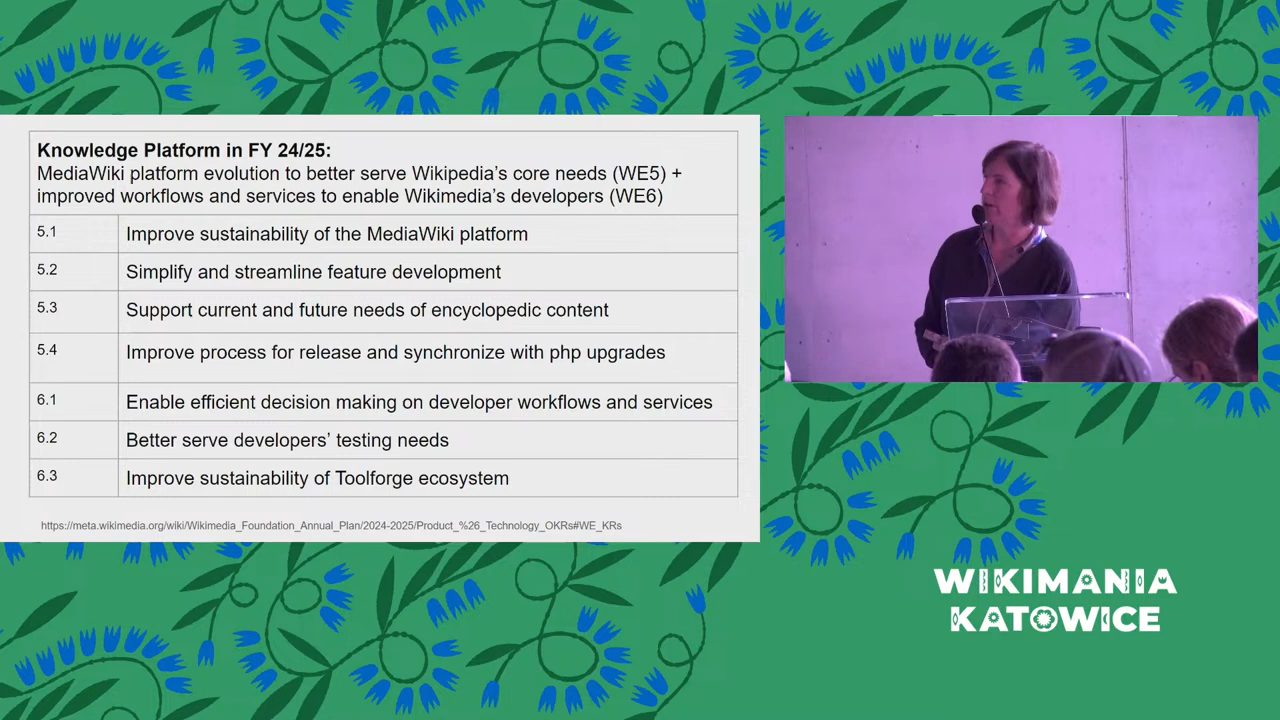 Knowledge Platform in FY 24/25:
MediaWiki platform evolution to better serve Wikipedia's core needs (WE5) +
improved workflows and services to enable Wikimedia's developers (WE6)
5.1 Improve sustainability of the MediaWiki platform
5.2 Simplify and streamline feature development
5.3 Support current and future needs of encyclopedic content
5.4 Improve process for release and synchronize with php upgrades
6.1 Enable efficient decision making on developer workflows and services
6.2 Better serve developers' testing needs
6.3 Improve sustainability of Toolforge ecosystem
https://meta.wikimedia.org/wiki/Wikimedia_Foundation_Annual_Plan/2024-2025/Product_%26_Technology_OKRs#WE_KRs
WIKIMANIA
KATOWICE